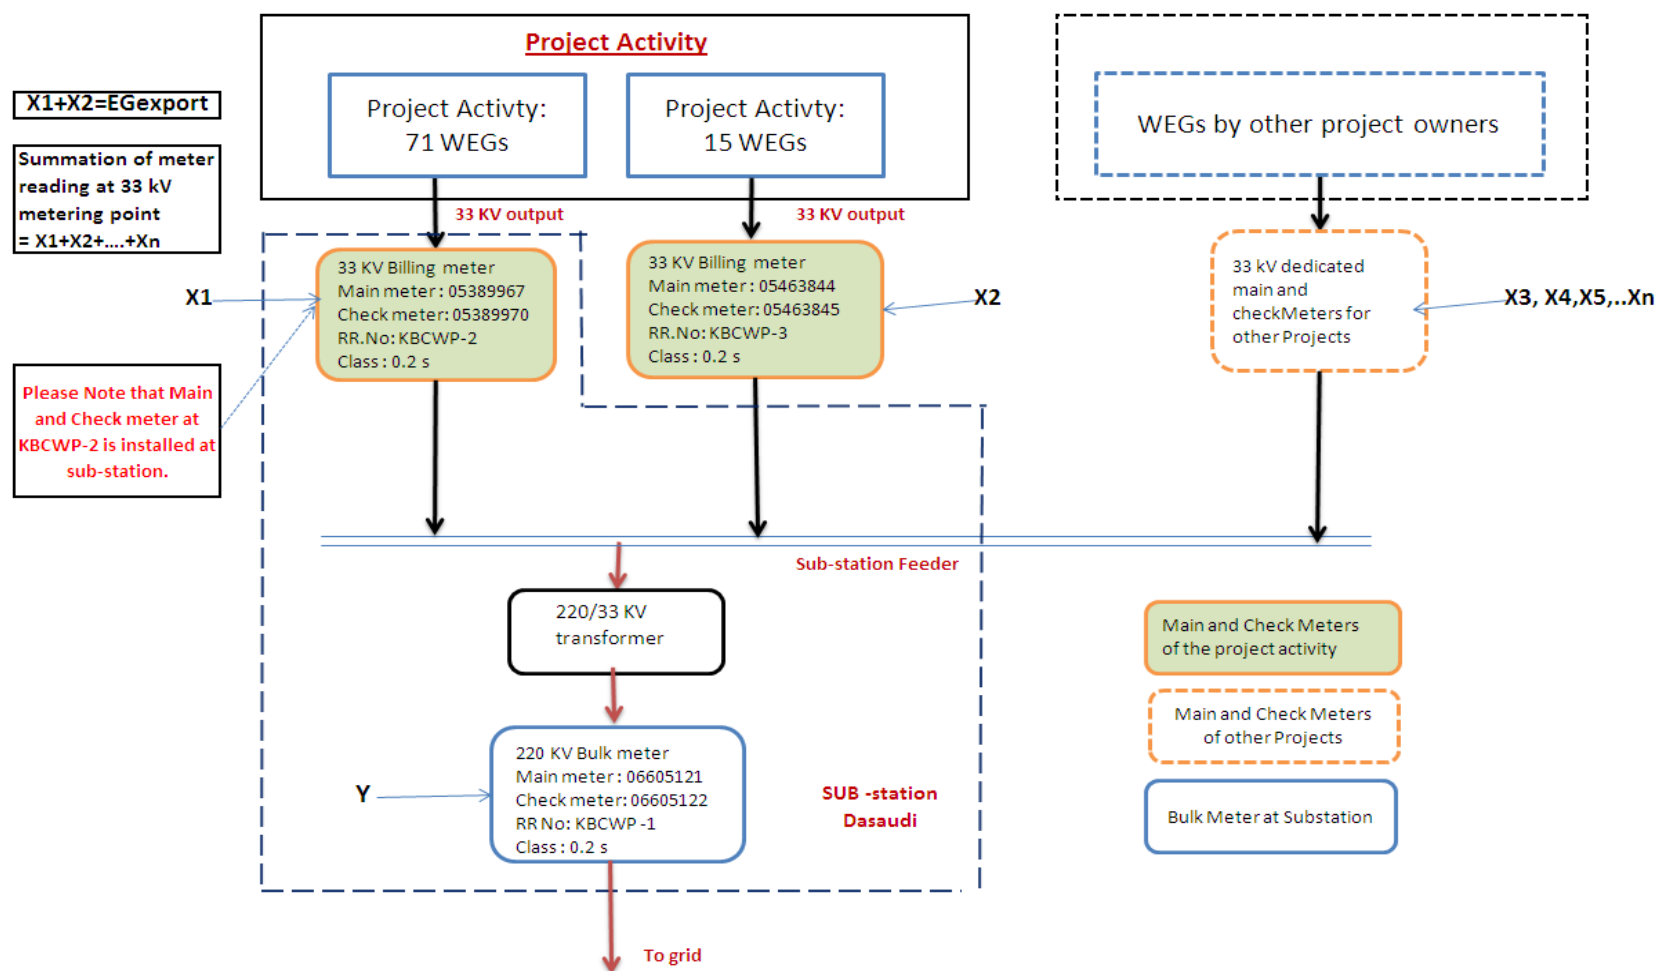 Project Activity
Project Activty:
71 WEGs
Project Activty:
15 WEGs
WEGs by other project owners
X1+X2=EGexport
Summation of meter
reading at 33 kV
metering point
= X1+X2+....+Xn
33 KV output
33 KV output
33 KV Billing meter
Main meter : 05389967
Check meter: 05389970
RR.No: KBCWP-2
Class : 0.2 s
33 KV Billing meter
Main meter : 05463844
Check meter: 05463845
RR.No: KBCWP-3
Class : 0.2 s
33 kV dedicated
main and
checkMeters for
other Projects
X1
X2
X3, X4,X5,..Xn
Please Note that Main
and Check meter at
KBCWP-2 is installed at
sub-station.
Sub-station Feeder
220/33 KV
transformer
Main and Check Meters
of the project activity
Main and Check Meters
of other Projects
Bulk Meter at Substation
220 KV Bulk meter
Main meter : 06605121
Check meter: 06605122
RR No: KBCWP -1
Class : 0.2 s
Y
SUB -station
Dasaudi
To grid